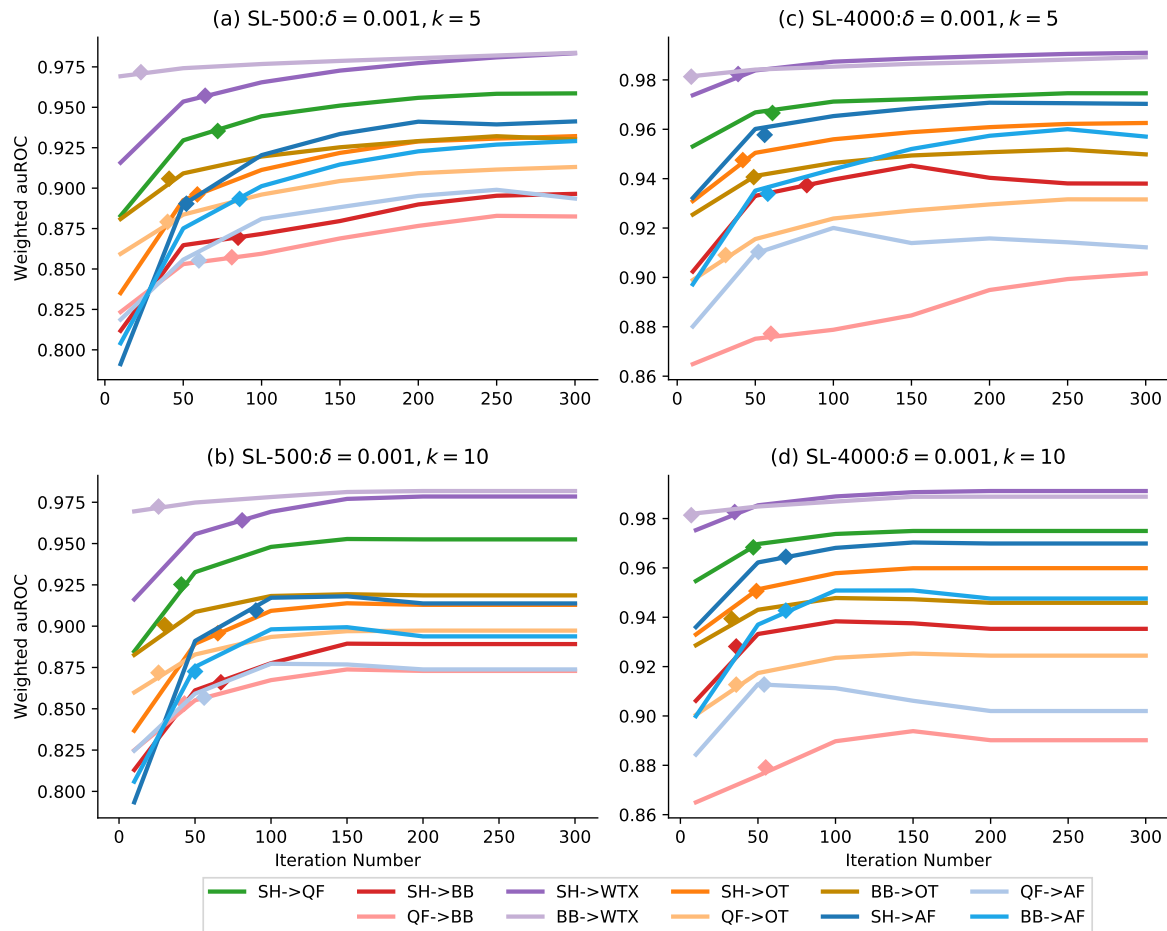 (a) SL-500:δ = 0.001, k = 5
Weighted auROC
0.975
0.950
0.925
0.900
0.875
0.850
0.825
0.800
0 50 100 150 200 250 300
(c) SL-4000:δ = 0.001, k = 5
0.98
0.96
0.94
0.92
0.90
0.88
0.86
0 50 100 150 200 250 300
(b) SL-500:δ = 0.001, k = 10
Weighted auROC
0.975
0.950
0.925
0.900
0.875
0.850
0.825
0.800
0 50 100 150 200 250 300
Iteration Number
(d) SL-4000:δ = 0.001, k = 10
0.98
0.96
0.94
0.92
0.90
0.88
0.86
0 50 100 150 200 250 300
Iteration Number
SH->QF SH->BB SH->WTX SH->OT BB->OT QF->AF
QF->BB BB->WTX QF->OT SH->AF BB->AF